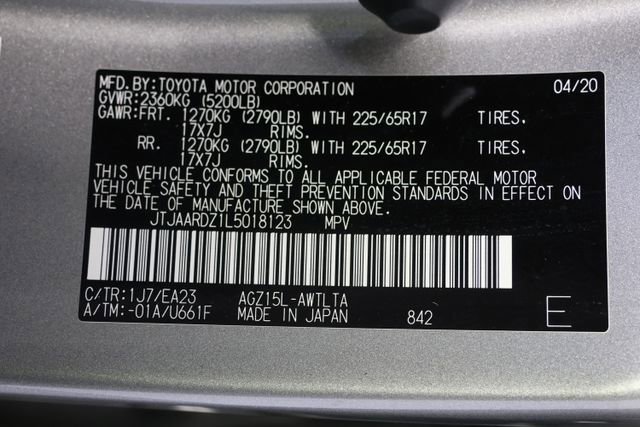 MFD.BY:TOYOTA MOTOR CORPORATION 04/20
GVWR:2360KG (5200LB)
GAWR:FRT. 1270KG (2790LB) WITH 225/65R17 TIRES.
17X7J RIMS.
RR. 1270KG (2790LB) WITH 225/65R17 TIRES.
17X7J RIMS.
THIS VEHICLE CONFORMS TO ALL APPLICABLE FEDERAL MOTOR
VEHICLE SAFETY AND THEFT PREVENTION STANDARDS IN EFFECT ON
THE DATE OF MANUFACTURE SHOWN ABOVE.
JTJAARDZ1L5018123 MPV
C/TR:1J7/EA23 AGZ15L-AWTLTA
A/TM:-01A/U661F MADE IN JAPAN 842 E